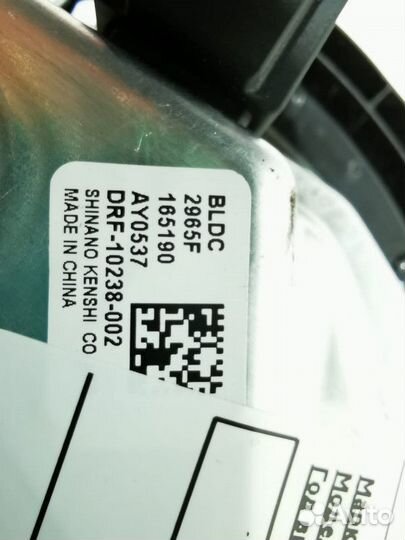 BLDC
2965F
165190
AY0537
DRF-10238-002
SHINANO KENSHI CO
MADE IN CHINA
Avito